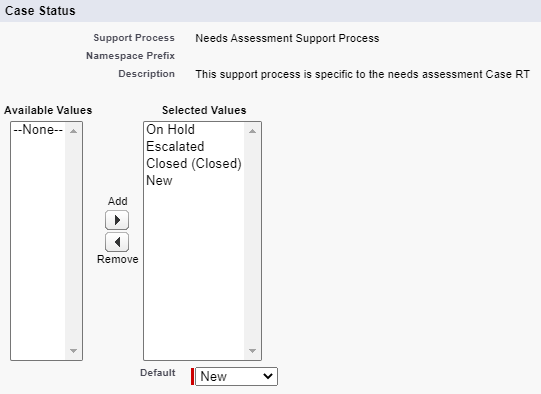 Case Status
Support Process Needs Assessment Support Process
Namespace Prefix
Description This support process is specific to the needs assessment Case RT
Available Values Selected Values
--None-- On Hold
Escalated
Closed (Closed)
New
Add
Remove
Default New